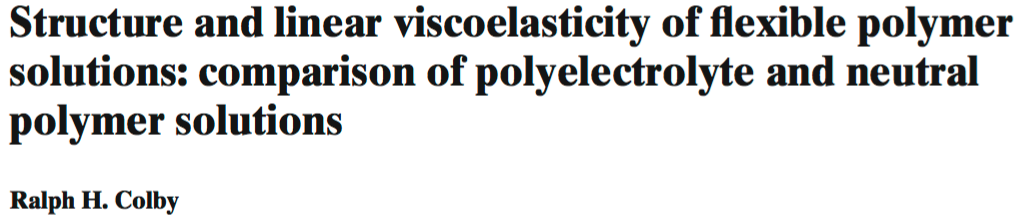 Structure and linear viscoelasticity of flexible polymer
solutions: comparison of polyelectrolyte and neutral
polymer solutions
Ralph H. Colby